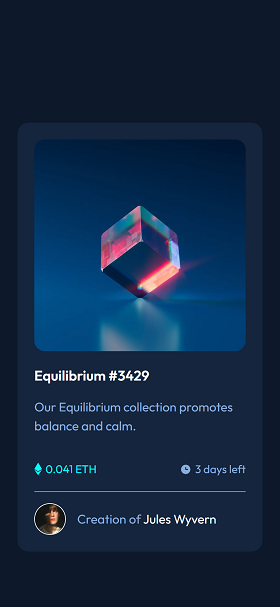 Equilibrium #3429
Our Equilibrium collection promotes
balance and calm.
0.041 ETH
3 days left
Creation of Jules Wyvern